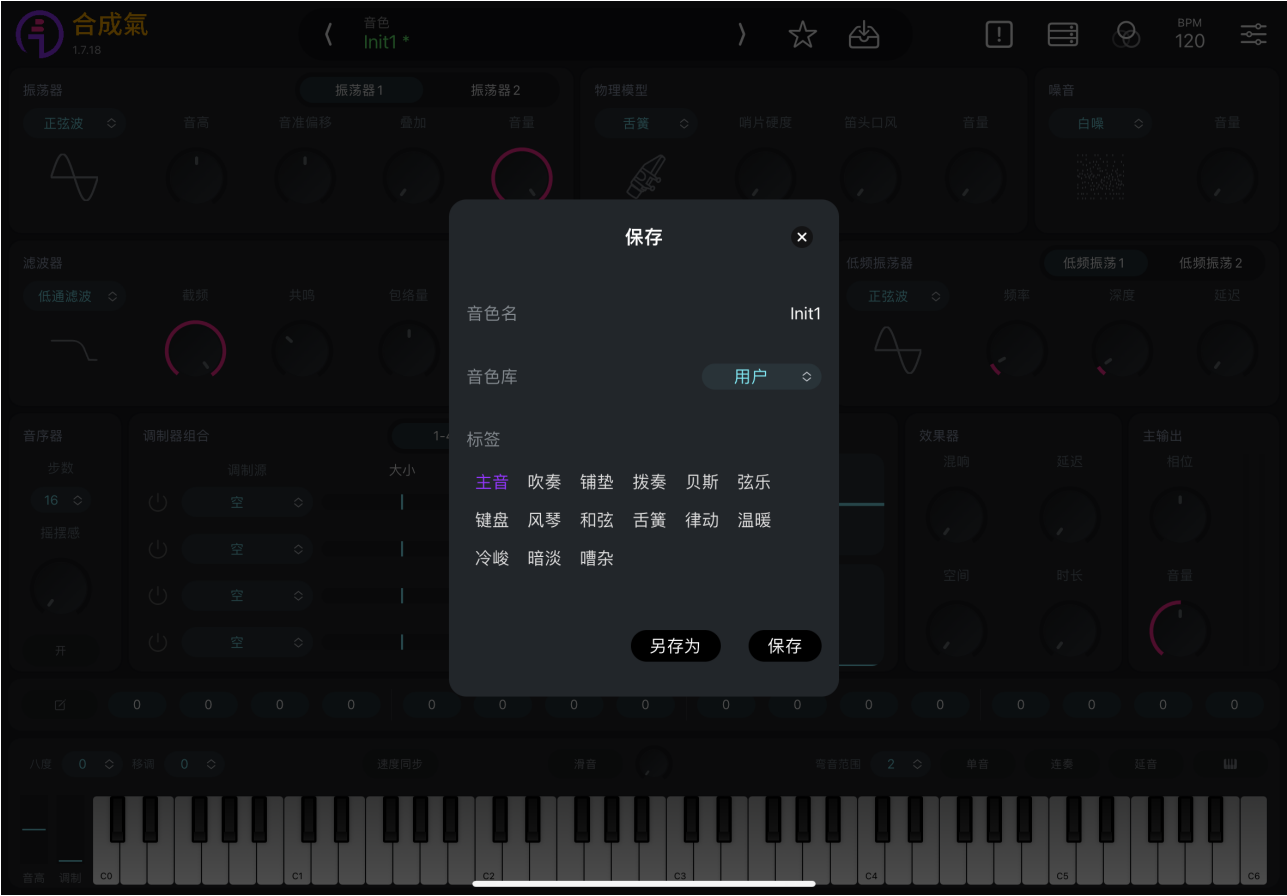 合成氣
1.7.18
音色
Init1 *
BPM
120
振荡器 振荡器1 振荡器2
正弦波 音高 音准偏移 叠加 音量
物理模型
舌簧 哨片硬度 笛头口风 音量
噪音
白噪 音量
滤波器
低通滤波 截频 共鸣 包络量
低频振荡器 低频振荡1 低频振荡2
正弦波 频率 深度 延迟
保存
音色名 Init1
音色库 用户
标签
主音 吹奏 铺垫 拨奏 贝斯 弦乐
键盘 风琴 和弦 舌簧 律动 温暖
冷峻 暗淡 嘈杂
另存为 保存
音序器
步数
16
摇摆感
开
调制器组合 1-4
调制源 大小
空
空
空
空
效果器
混响 延迟
空间 时长
主输出
相位
音量
0 0 0 0 0 0 0 0 0 0 0 0 0 0 0 0
八度 0 移调 0 速度同步 滑音 弯音范围 2 单音 连奏 延音
音高 调制
C0 C1 C2 C3 C4 C5 C6